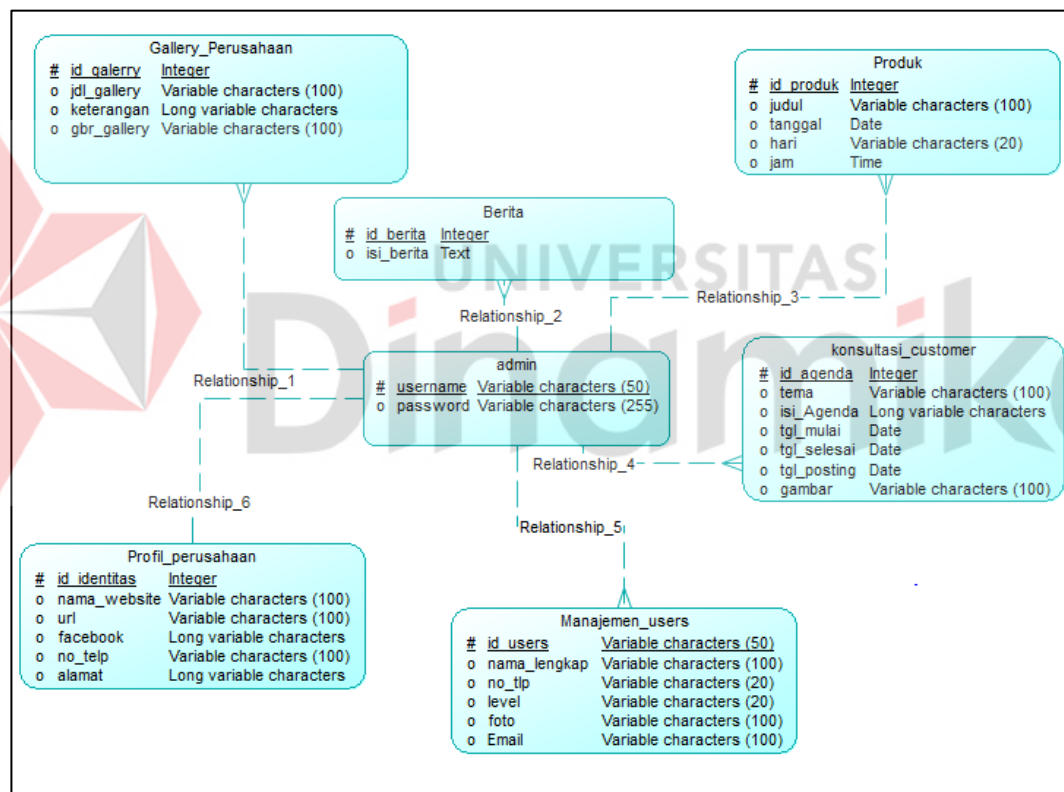 Gallery_Perusahaan
# id_galerry Integer
o jdl_gallery Variable characters (100)
o keterangan Long variable characters
o gbr_gallery Variable characters (100)
Produk
# id_produk Integer
o judul Variable characters (100)
o tanggal Date
o hari Variable characters (20)
o jam Time
Berita
# id_berita Integer
o isi_berita Text
UNIVERSITAS
Dinamika
Relationship_3
Relationship_2
admin
# username Variable characters (50)
o password Variable characters (255)
konsultasi_customer
# id_agenda Integer
o tema Variable characters (100)
o isi_Agenda Long variable characters
o tgl_mulai Date
o tgl_selesai Date
o tgl_posting Date
o gambar Variable characters (100)
Relationship_1
Relationship_4
Relationship_6
Relationship_5
Profil_perusahaan
# id_identitas Integer
o nama_website Variable characters (100)
o url Variable characters (100)
o facebook Long variable characters
o no_telp Variable characters (100)
o alamat Long variable characters
Manajemen_users
# id_users Variable characters (50)
o nama_lengkap Variable characters (100)
o no_tlp Variable characters (20)
o level Variable characters (20)
o foto Variable characters (100)
o Email Variable characters (100)